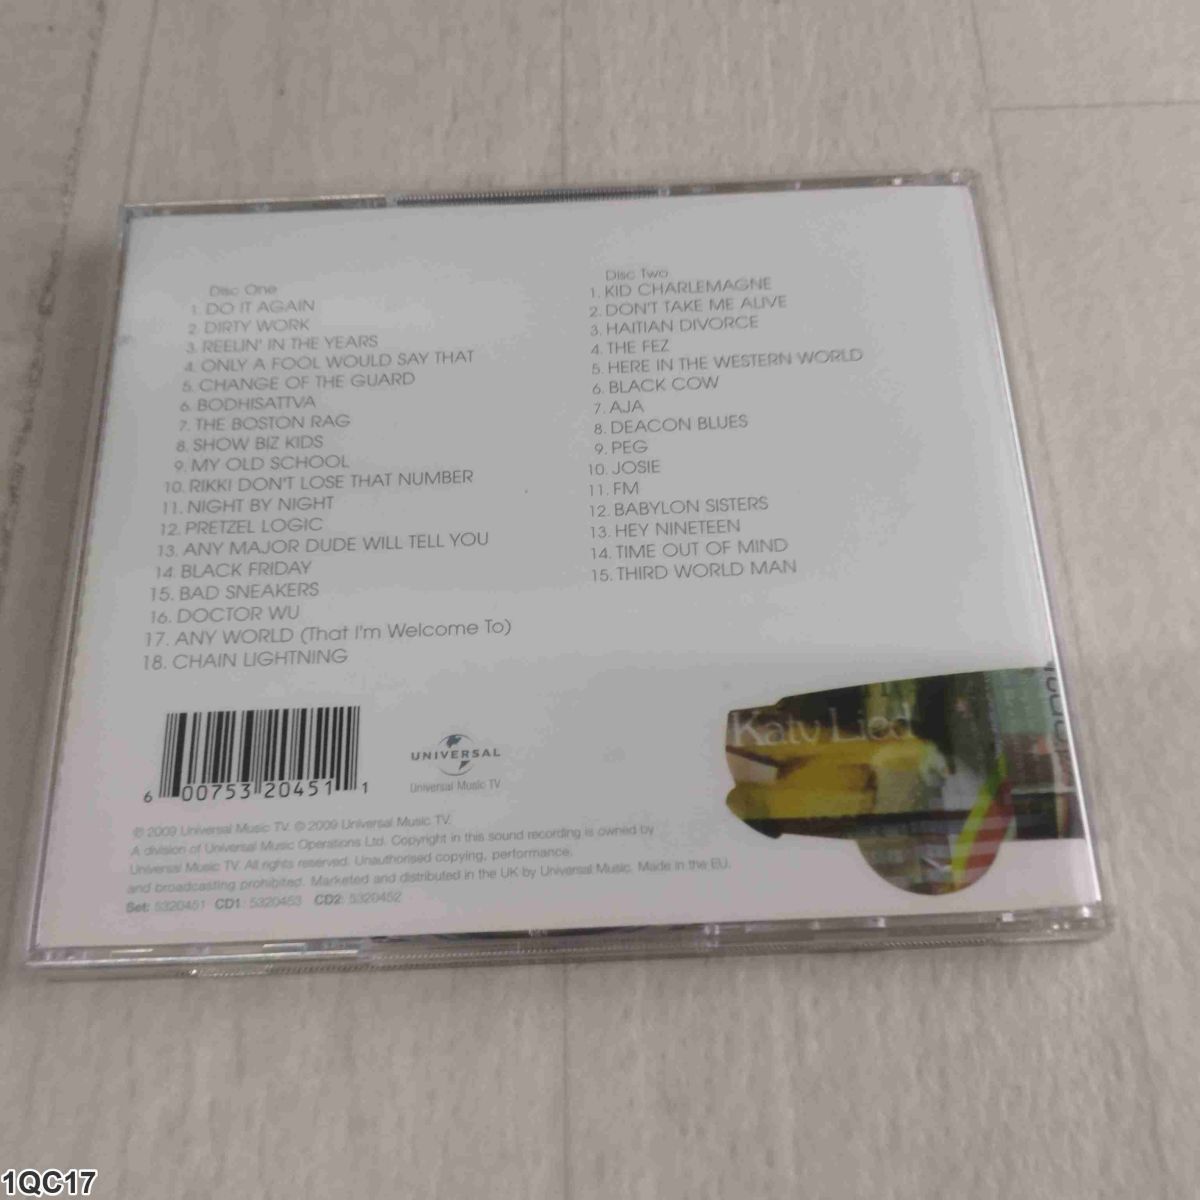 Disc One
1. DO IT AGAIN
2. DIRTY WORK
3. REELIN' IN THE YEARS
4. ONLY A FOOL WOULD SAY THAT
5. CHANGE OF THE GUARD
6. BODHISATTVA
7. THE BOSTON RAG
8. SHOW BIZ KIDS
9. MY OLD SCHOOL
10. RIKKI DON'T LOSE THAT NUMBER
11. NIGHT BY NIGHT
12. PRETZEL LOGIC
13. ANY MAJOR DUDE WILL TELL YOU
14. BLACK FRIDAY
15. BAD SNEAKERS
16. DOCTOR WU
17. ANY WORLD (That I'm Welcome To)
18. CHAIN LIGHTNING
Disc Two
1. KID CHARLEMAGNE
2. DON'T TAKE ME ALIVE
3. HAITIAN DIVORCE
4. THE FEZ
5. HERE IN THE WESTERN WORLD
6. BLACK COW
7. AJA
8. DEACON BLUES
9. PEG
10. JOSIE
11. FM
12. BABYLON SISTERS
13. HEY NINETEEN
14. TIME OUT OF MIND
15. THIRD WORLD MAN
Katy Lied
6 00753 20451 1
UNIVERSAL
Universal Music TV
℗ 2009 Universal Music TV. © 2009 Universal Music TV.
A division of Universal Music Operations Ltd. Copyright in this sound recording is owned by
Universal Music TV. All rights reserved. Unauthorised copying, performance,
and broadcasting prohibited. Marketed and distributed in the UK by Universal Music. Made in the EU.
Set: 5320451 CD1: 5320453 CD2: 5320452
1QC17